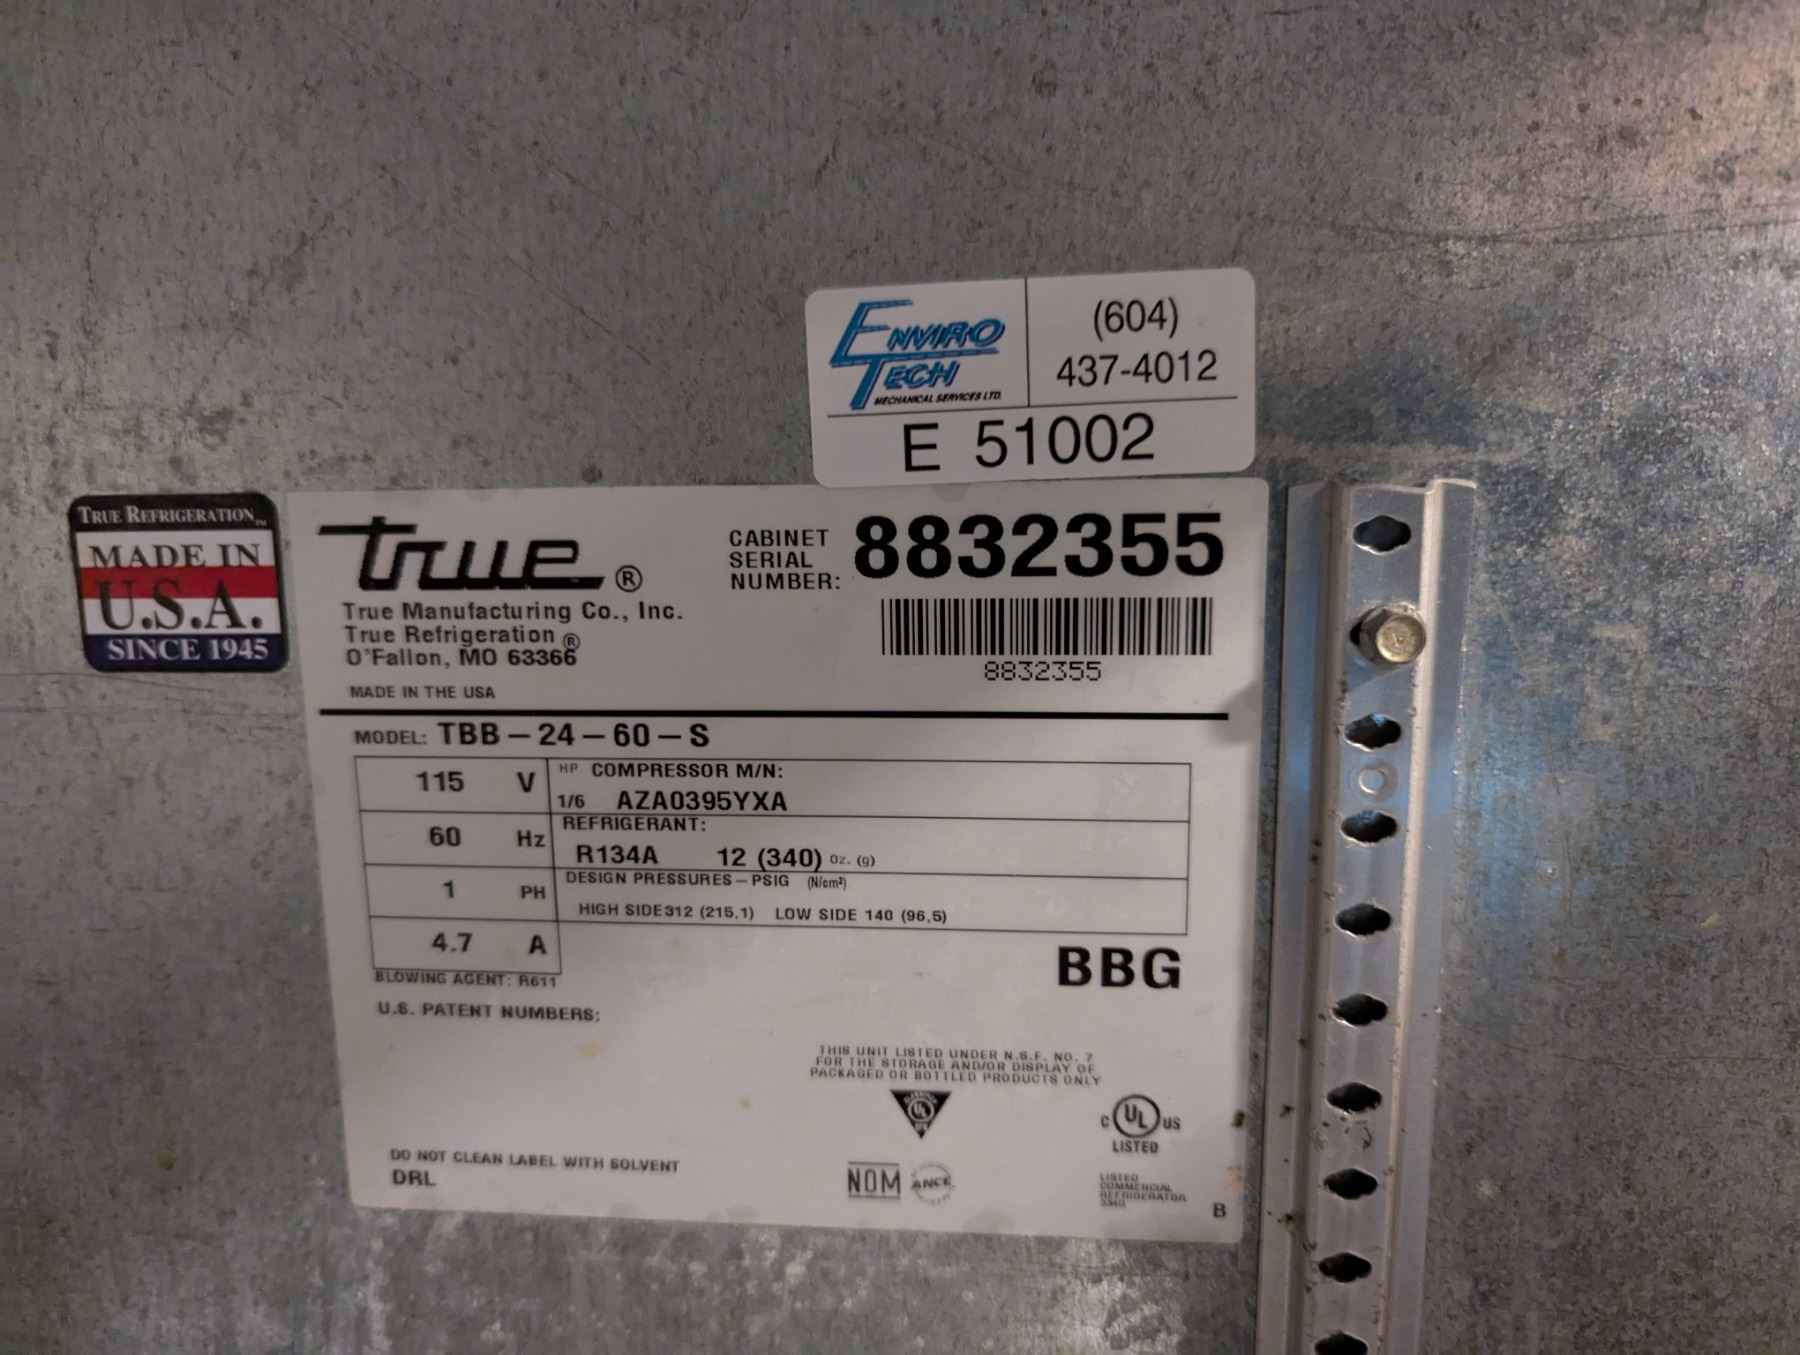 ENVIRO
TECH
MECHANICAL SERVICES LTD.
(604)
437-4012
E 51002
TRUE REFRIGERATION TM
MADE IN
U.S.A.
SINCE 1945
true ®
True Manufacturing Co., Inc.
True Refrigeration ®
O'Fallon, MO 63366
MADE IN THE USA
CABINET
SERIAL
NUMBER: 8832355
8832355
MODEL: TBB-24-60-S
115 V
60 Hz
1 PH
4.7 A
HP COMPRESSOR M/N:
1/6 AZA0395YXA
REFRIGERANT:
R134A 12 (340) Oz. (g)
DESIGN PRESSURES-PSIG (N/cm²)
HIGH SIDE 312 (215,1) LOW SIDE 140 (96,5)
BLOWING AGENT: R611
BBG
U.S. PATENT NUMBERS:
THIS UNIT LISTED UNDER N.S.F. NO. 7
FOR THE STORAGE AND/OR DISPLAY OF
PACKAGED OR BOTTLED PRODUCTS ONLY
UL
C UL US
LISTED
DO NOT CLEAN LABEL WITH SOLVENT
DRL
NOM ANCE
LISTED
COMMERCIAL
REFRIGERATOR
B